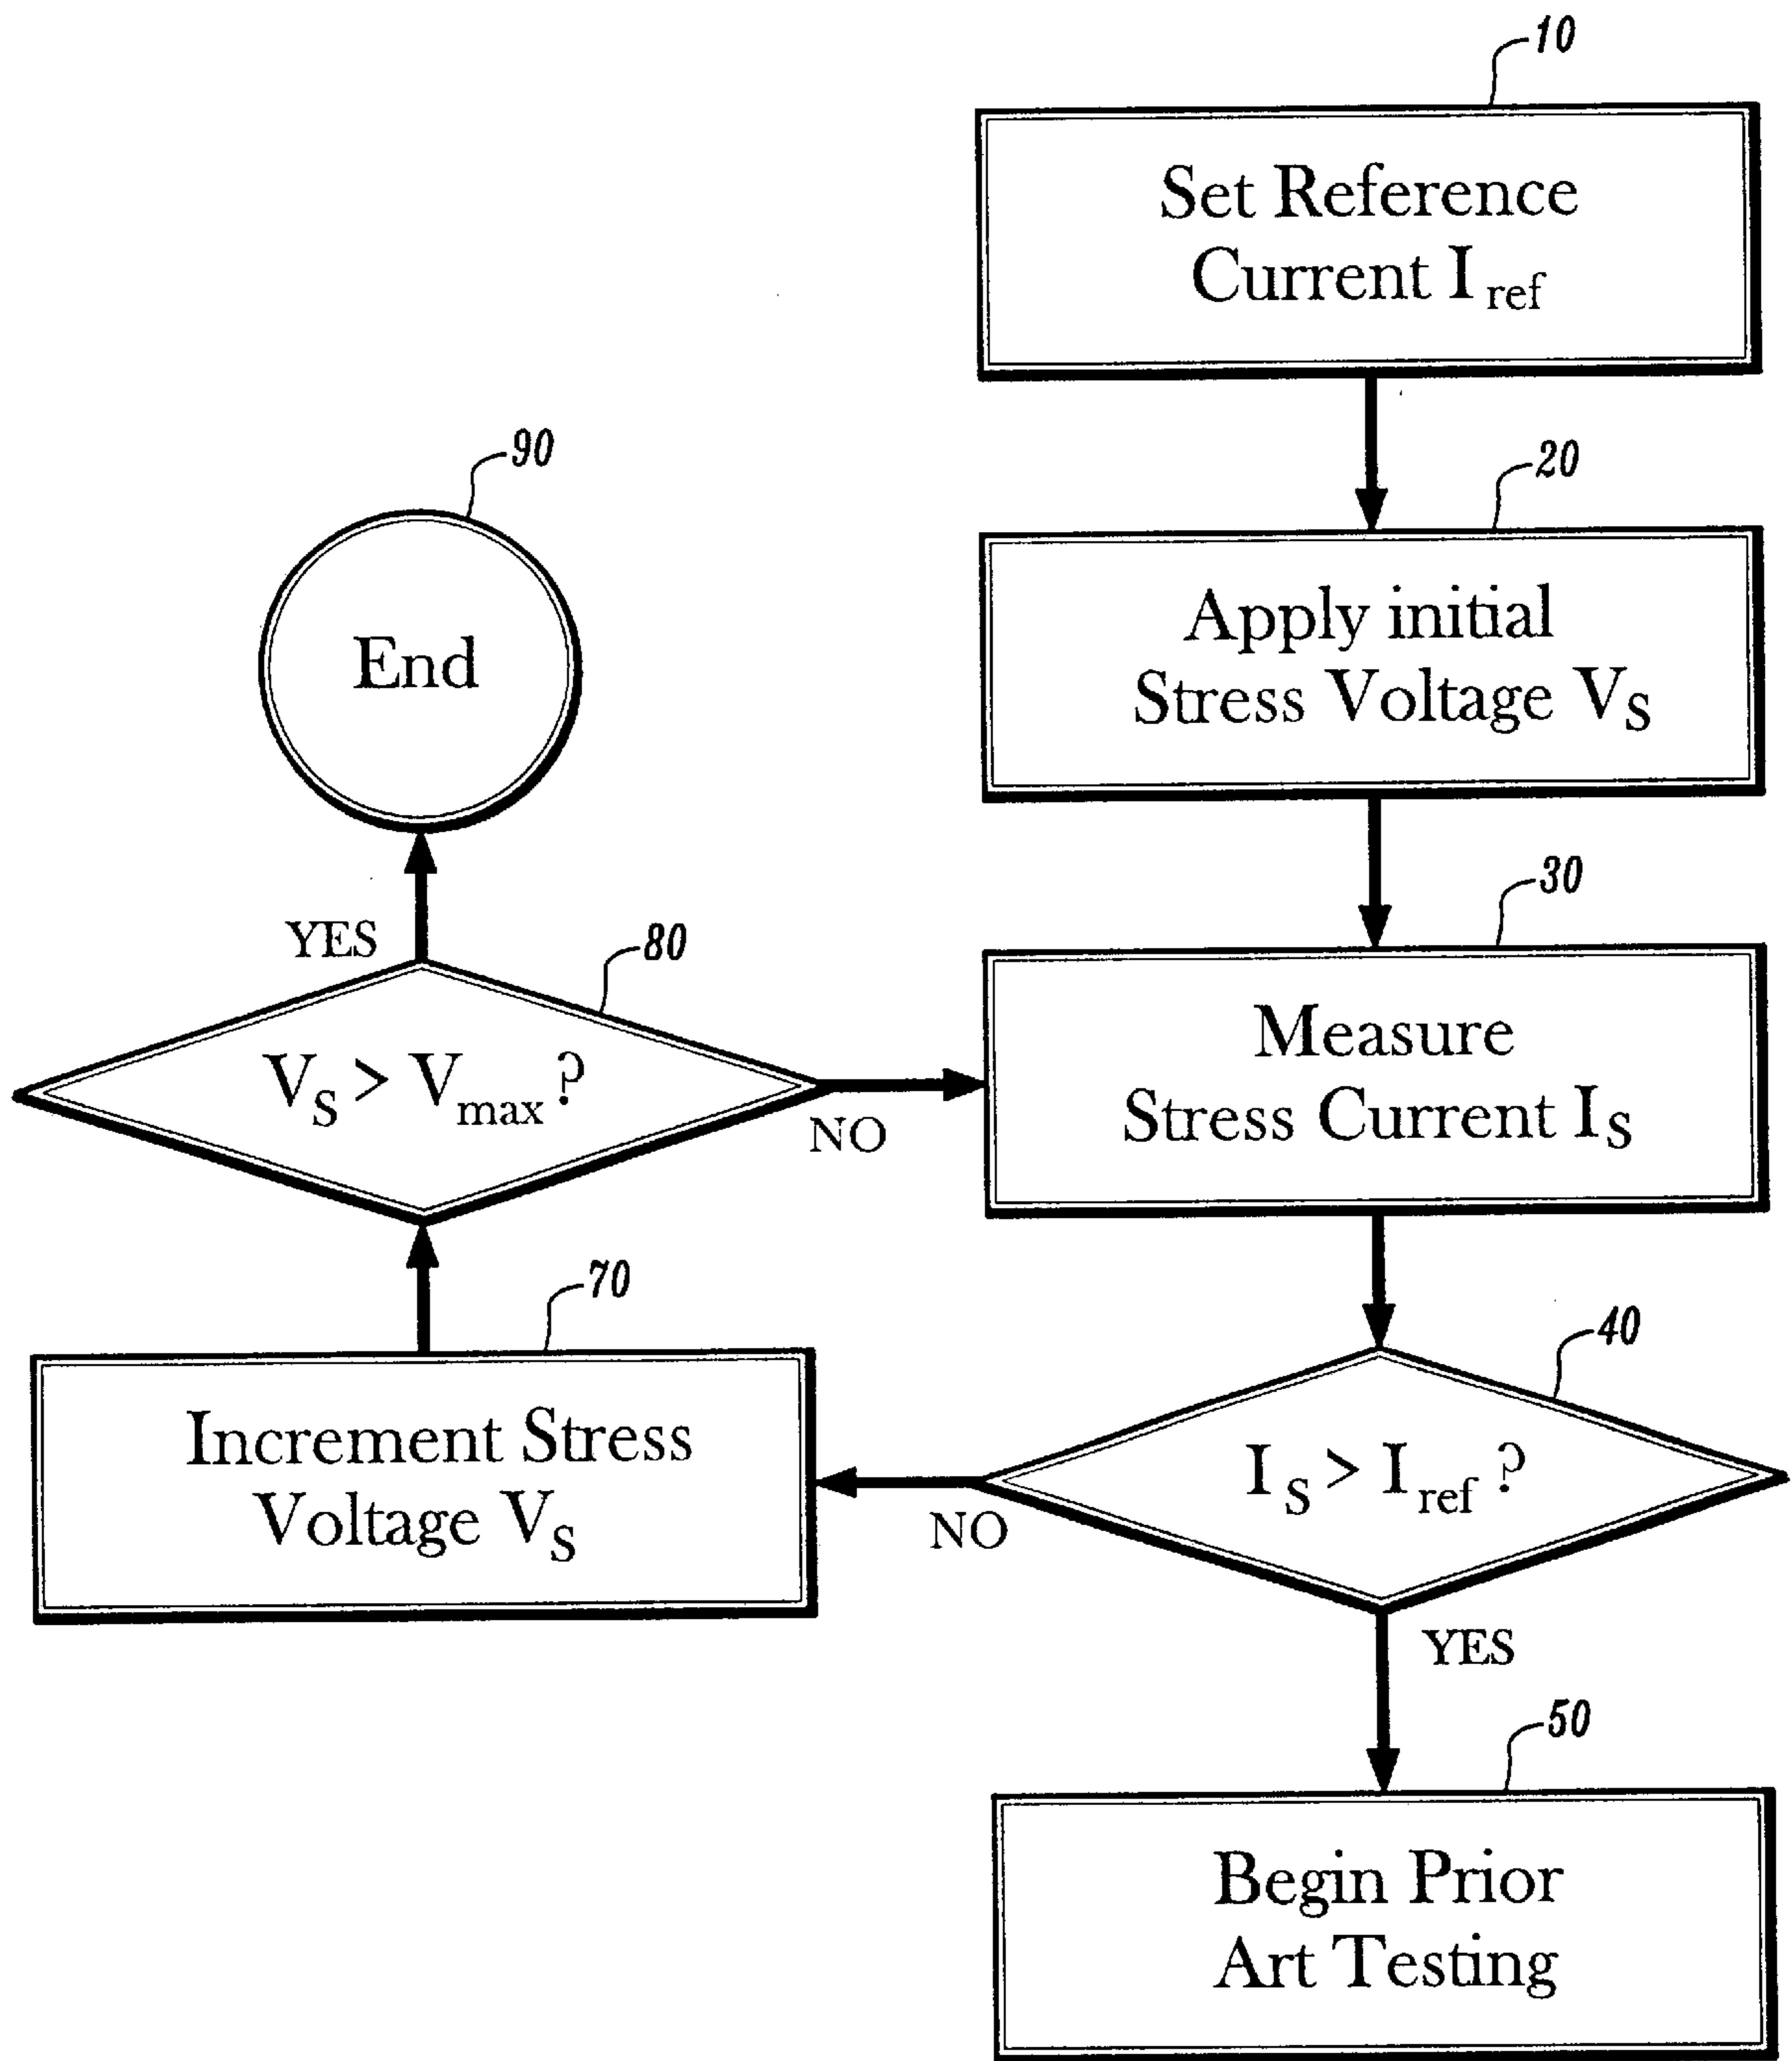 10
Set Reference
Current I ref
20
Apply initial
Stress Voltage VS
30
Measure
Stress Current IS
40
IS > Iref ?
NO
YES
50
Begin Prior
Art Testing
70
Increment Stress
Voltage VS
80
VS > Vmax ?
NO
YES
90
End